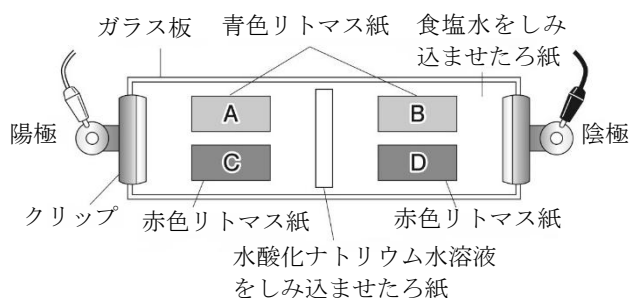 ガラス板
青色リトマス紙
食塩水をしみ
込ませたろ紙
A
B
陽極
陰極
C
D
クリップ
赤色リトマス紙
赤色リトマス紙
水酸化ナトリウム水溶液
をしみ込ませたろ紙